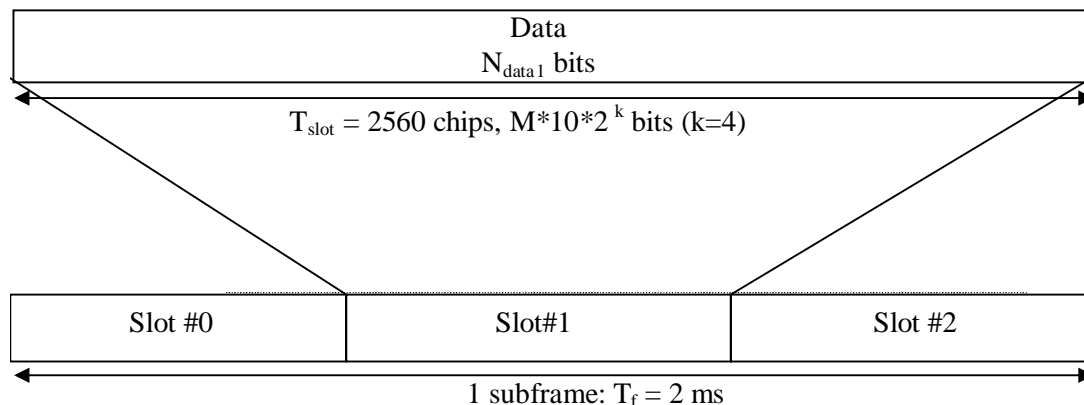 Data
N_data1 bits
T_slot = 2560 chips, M*10*2^k bits (k=4)
Slot #0 Slot#1 Slot #2
1 subframe: T_f = 2 ms